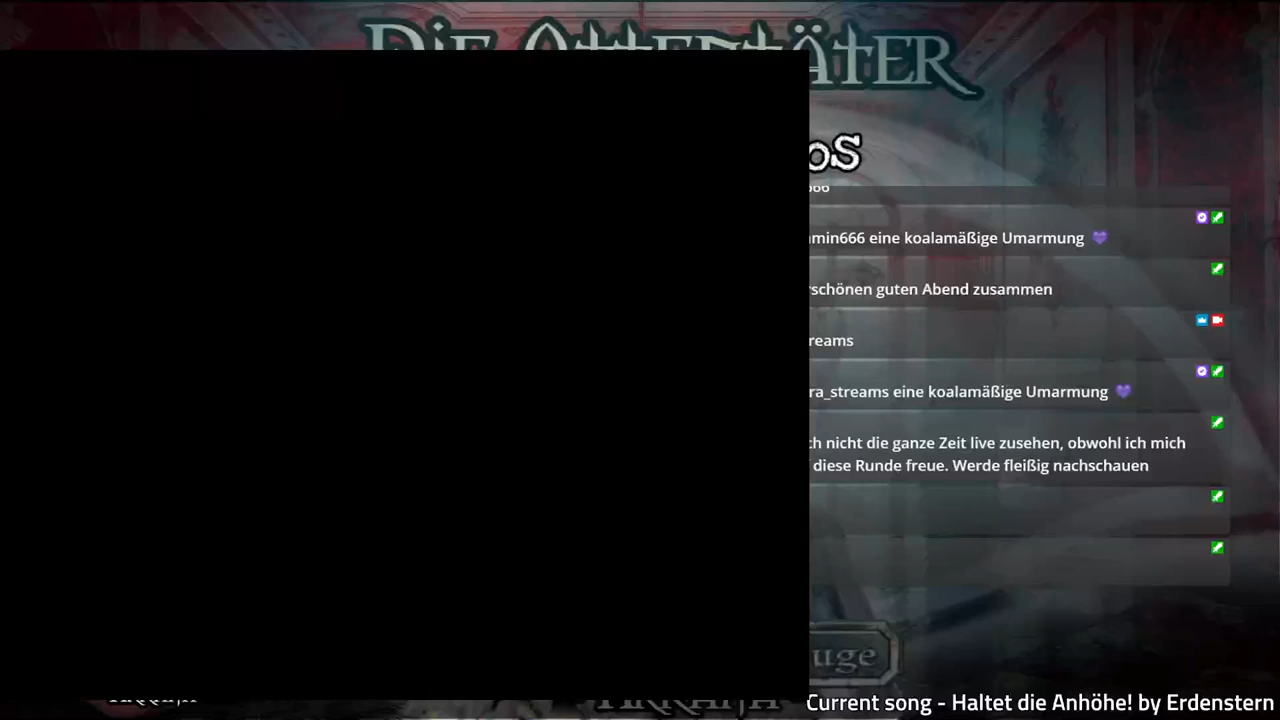 Die Attentäter
os
666
amin666 eine koalamäßige Umarmung
rschönen guten Abend zusammen
reams
ra_streams eine koalamäßige Umarmung
ch nicht die ganze Zeit live zusehen, obwohl ich mich
diese Runde freue. Werde fleißig nachschauen
uge
Current song - Haltet die Anhöhe! by Erdenstern